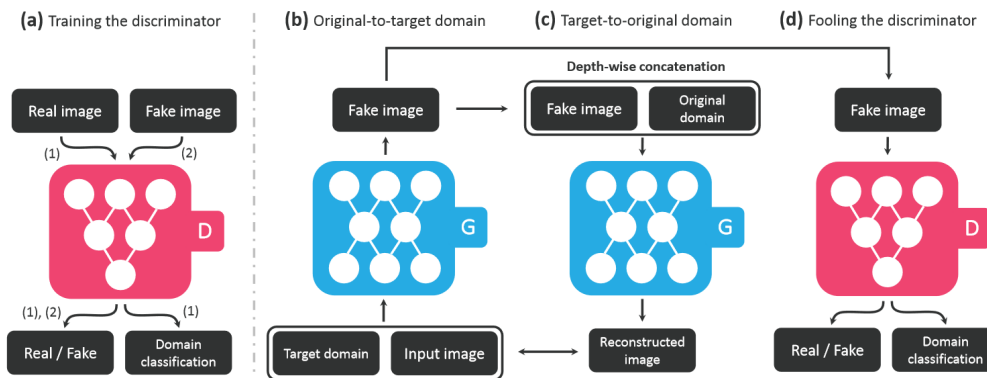 (a) Training the discriminator
(b) Original-to-target domain
(c) Target-to-original domain
(d) Fooling the discriminator
Depth-wise concatenation
Real image
Fake image
(1)
(2)
D
(1), (2)
(1)
Real / Fake
Domain
classification
Fake image
G
Target domain
Input image
Fake image
Original
domain
G
Reconstructed
image
Fake image
D
Real / Fake
Domain
classification